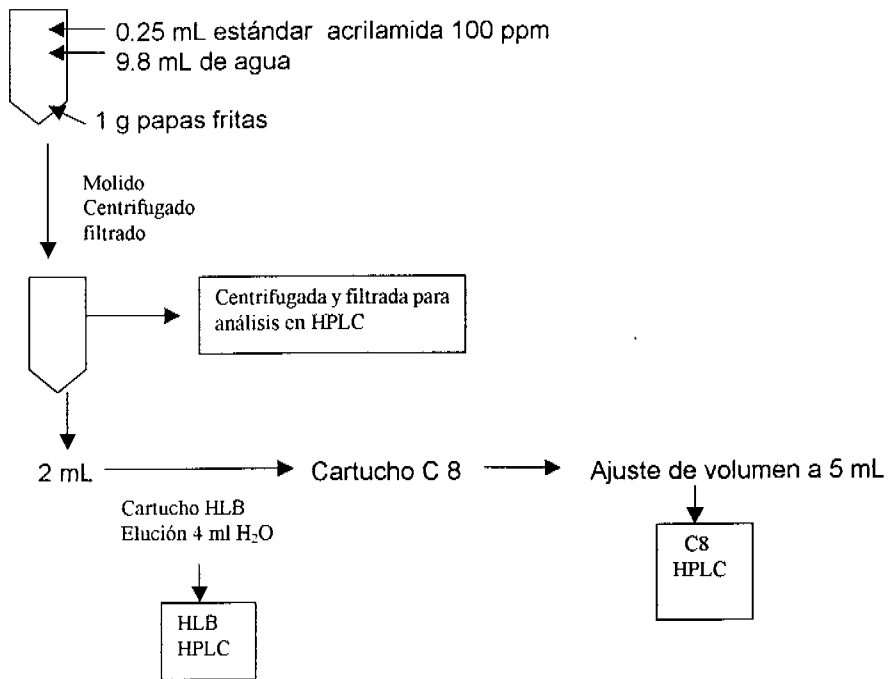 0.25 mL estándar acrilamida 100 ppm
9.8 mL de agua
1 g papas fritas
Molido
Centrifugado
filtrado
Centrifugada y filtrada para
análisis en HPLC
2 mL
Cartucho C 8
Ajuste de volumen a 5 mL
Cartucho HLB
Elución 4 ml H₂O
C8
HPLC
HLB
HPLC